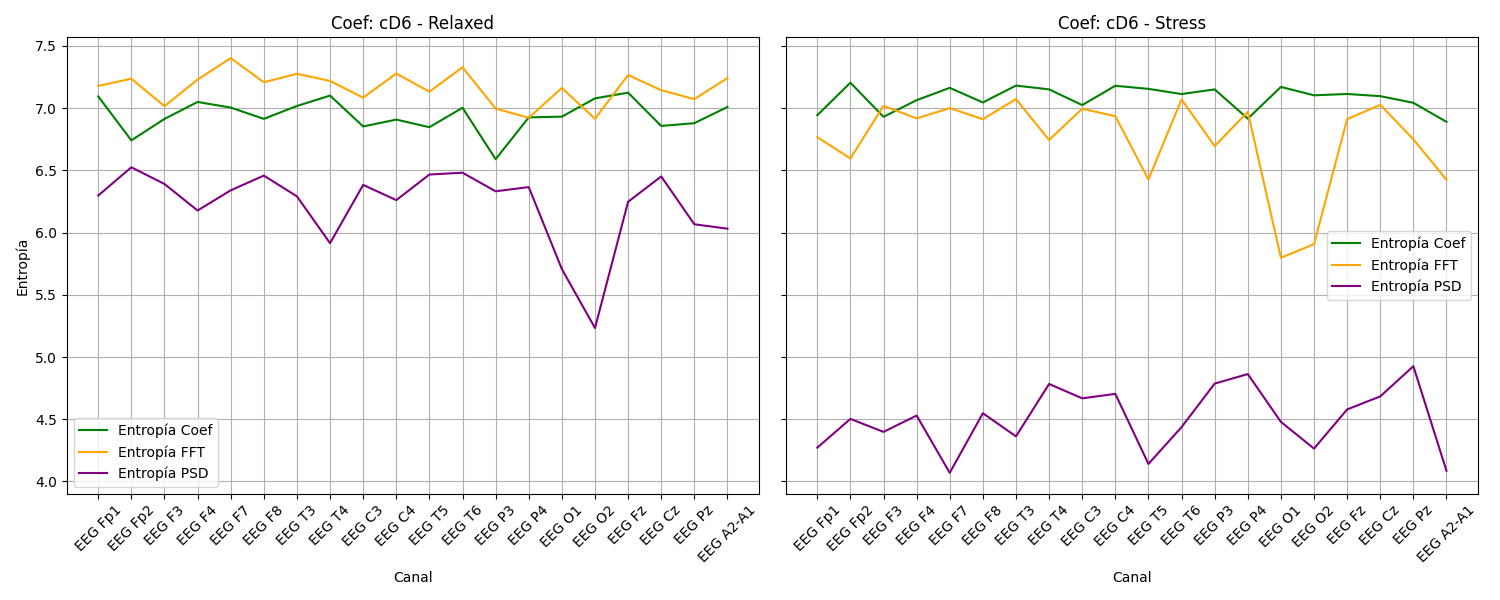 Coef: cD6 - Relaxed
Entropía
7.5
7.0
6.5
6.0
5.5
5.0
4.5
4.0
Entropía Coef
Entropía FFT
Entropía PSD
EEG Fp1
EEG Fp2
EEG F3
EEG F4
EEG F7
EEG F8
EEG T3
EEG T4
EEG C3
EEG C4
EEG T5
EEG T6
EEG P3
EEG P4
EEG O1
EEG O2
EEG Fz
EEG Cz
EEG Pz
EEG A2-A1
Canal
Coef: cD6 - Stress
Entropía Coef
Entropía FFT
Entropía PSD
EEG Fp1
EEG Fp2
EEG F3
EEG F4
EEG F7
EEG F8
EEG T3
EEG T4
EEG C3
EEG C4
EEG T5
EEG T6
EEG P3
EEG P4
EEG O1
EEG O2
EEG Fz
EEG Cz
EEG Pz
EEG A2-A1
Canal